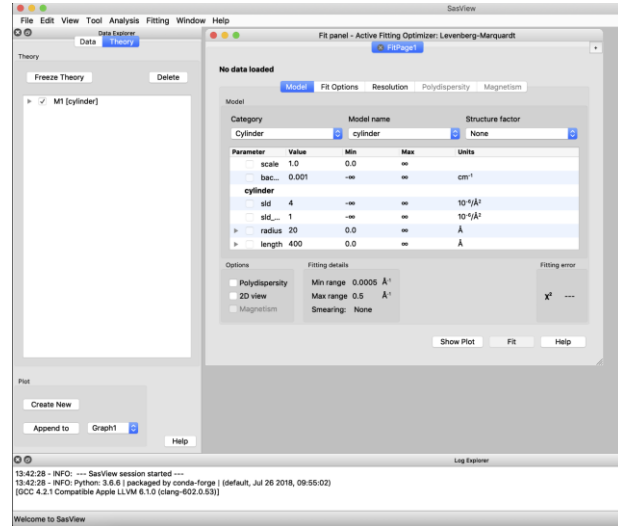 SasView
File Edit View Tool Analysis Fitting Window Help
Data Explorer
Data Theory
Theory
Freeze Theory Delete
M1 [cylinder]
Plot
Create New
Append to Graph1
Help
Fit panel - Active Fitting Optimizer: Levenberg-Marquardt
FitPage1
No data loaded
Model Fit Options Resolution Polydispersity Magnetism
Model
Category Model name Structure factor
Cylinder cylinder None
Parameter Value Min Max Units
scale 1.0 0.0 ∞
bac... 0.001 -∞ ∞ cm⁻¹
cylinder
sld 4 -∞ ∞ 10⁻⁶/Å²
sld_... 1 -∞ ∞ 10⁻⁶/Å²
radius 20 0.0 ∞ Å
length 400 0.0 ∞ Å
Options Fitting details Fitting error
Polydispersity Min range 0.0005 Å⁻¹
2D view Max range 0.5 Å⁻¹ χ² ---
Magnetism Smearing: None
Show Plot Fit Help
Log Explorer
13:42:28 - INFO: --- SasView session started ---
13:42:28 - INFO: Python: 3.6.6 | packaged by conda-forge | (default, Jul 26 2018, 09:55:02)
[GCC 4.2.1 Compatible Apple LLVM 6.1.0 (clang-602.0.53)]
Welcome to SasView